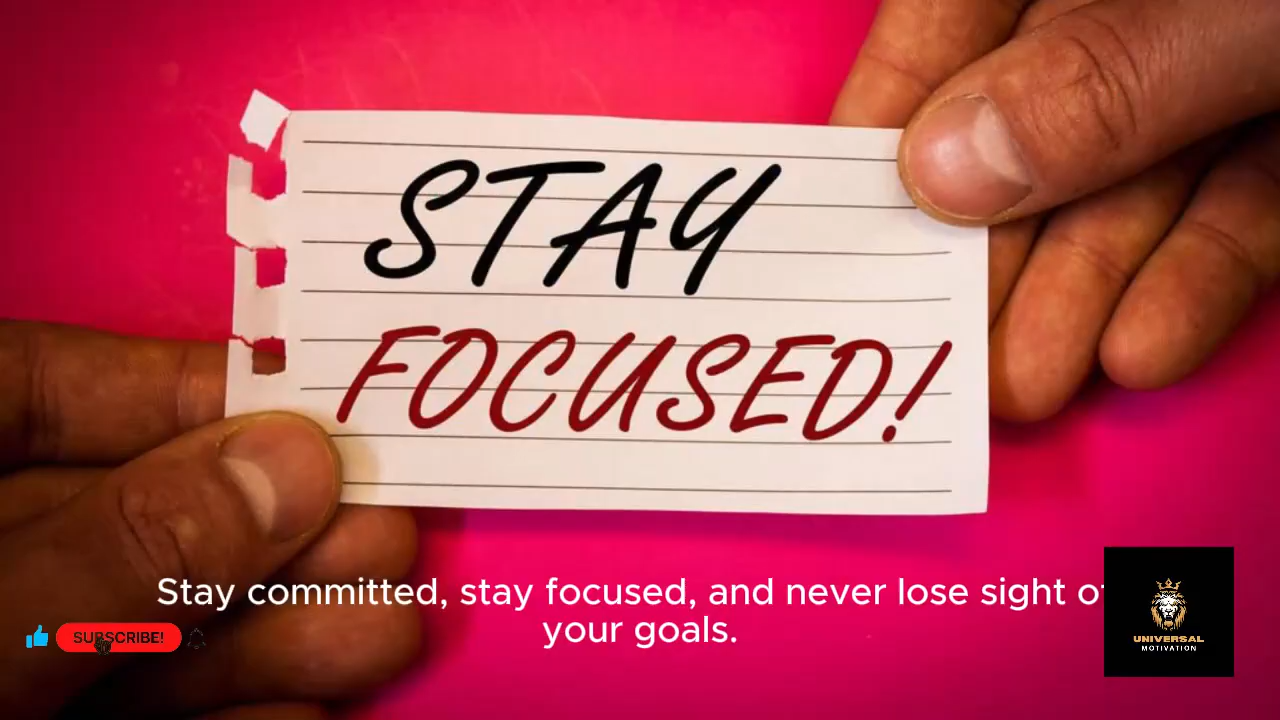 STAY
FOCUSED!
Stay committed, stay focused, and never lose sight of
your goals.
SUBSCRIBE!
UNIVERSAL
MOTIVATION